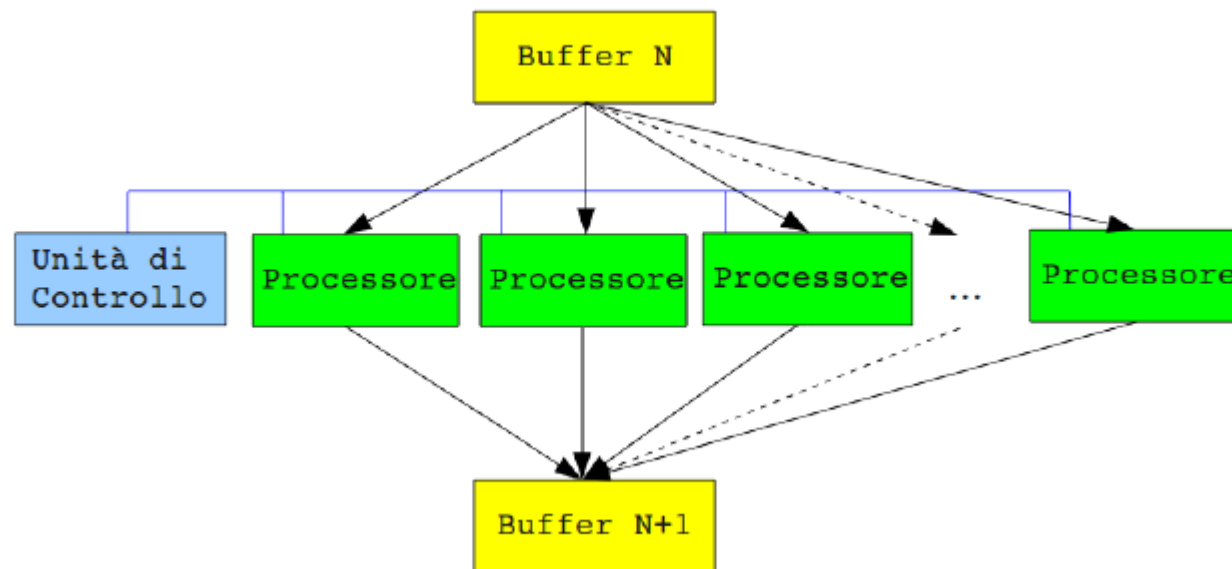 Buffer N
Unità di
Controllo
Processore
Processore
Processore
...
Processore
Buffer N+1